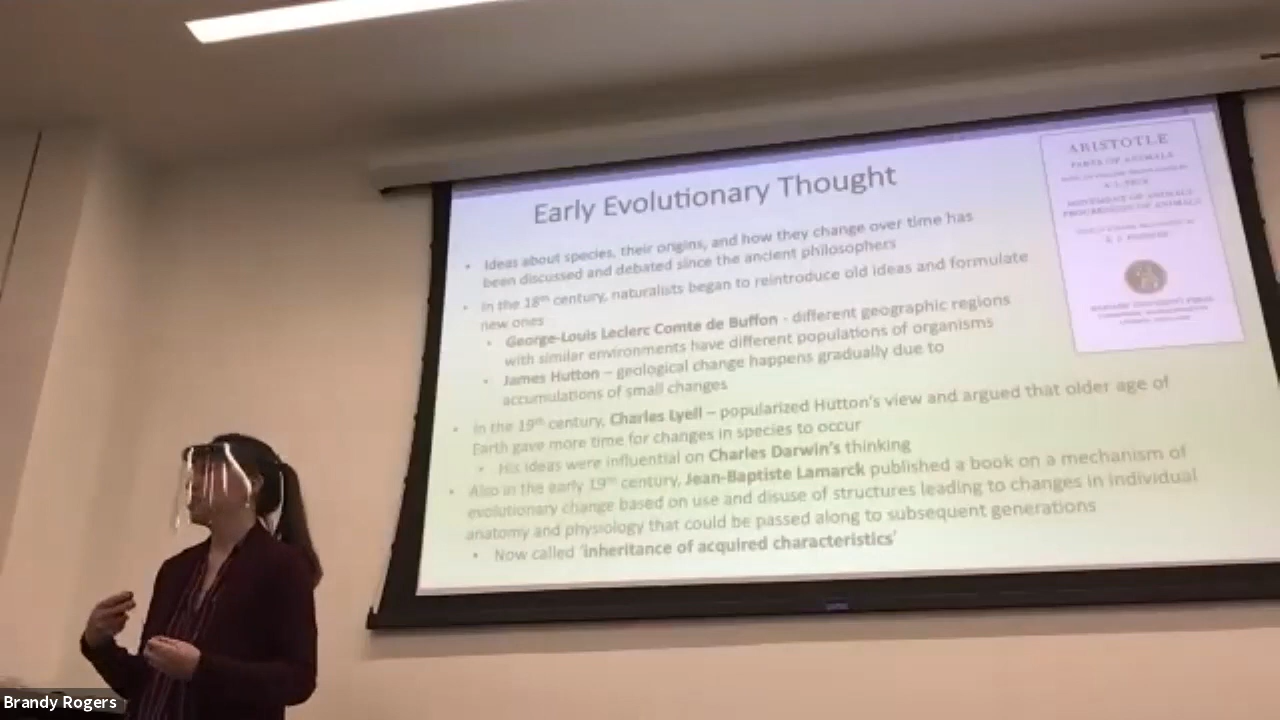 Early Evolutionary Thought
• Ideas about species, their origins, and how they change over time has
been discussed and debated since the ancient philosophers
• In the 18th century, naturalists began to reintroduce old ideas and formulate
new ones
• George-Louis Leclerc Comte de Buffon - different geographic regions
with similar environments have different populations of organisms
• James Hutton – geological change happens gradually due to
accumulations of small changes
• In the 19th century, Charles Lyell – popularized Hutton's view and argued that older age of
Earth gave more time for changes in species to occur
• His ideas were influential on Charles Darwin's thinking
• Also in the early 19th century, Jean-Baptiste Lamarck published a book on a mechanism of
evolutionary change based on use and disuse of structures leading to changes in individual
anatomy and physiology that could be passed along to subsequent generations
• Now called 'inheritance of acquired characteristics'
ARISTOTLE
PARTS OF ANIMALS
MOVEMENT OF ANIMALS
PROGRESSION OF ANIMALS
Brandy Rogers